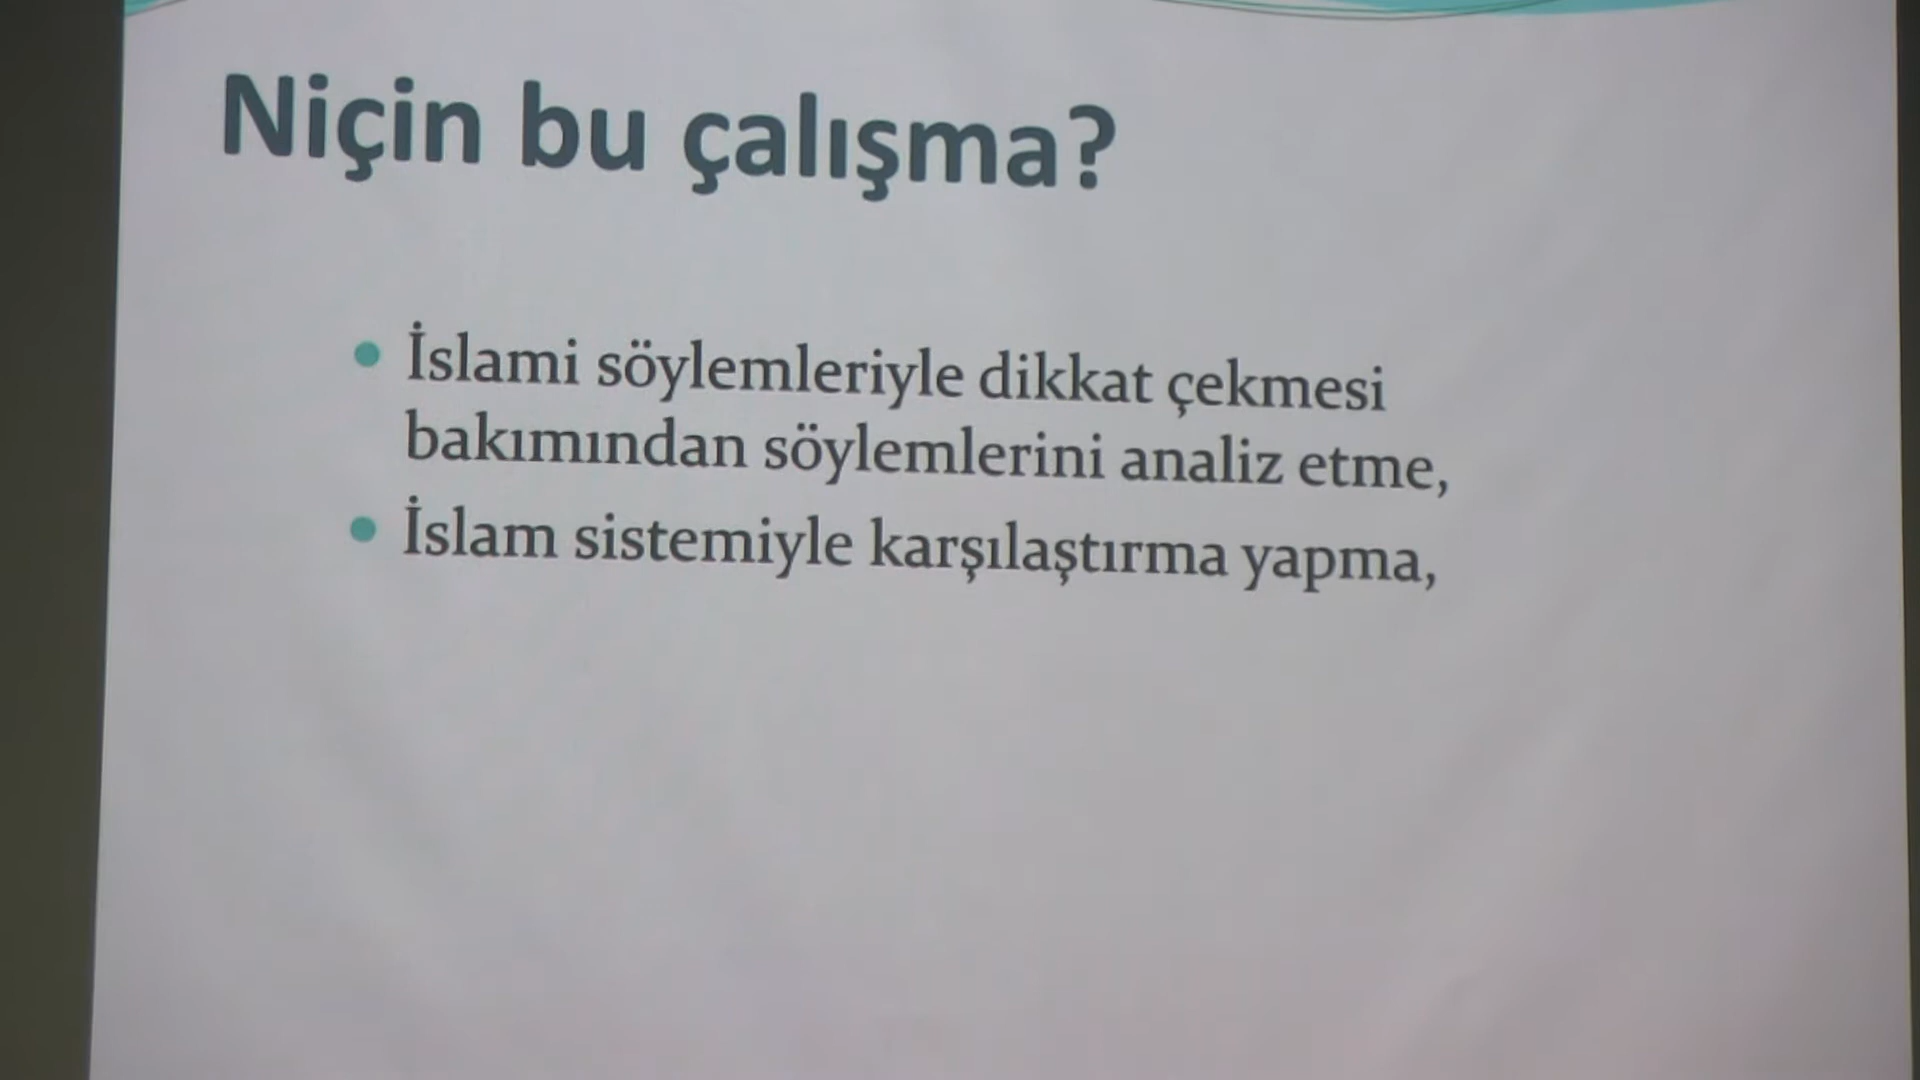 Niçin bu çalışma?
• İslami söylemleriyle dikkat çekmesi
bakımından söylemlerini analiz etme,
• İslam sistemiyle karşılaştırma yapma,